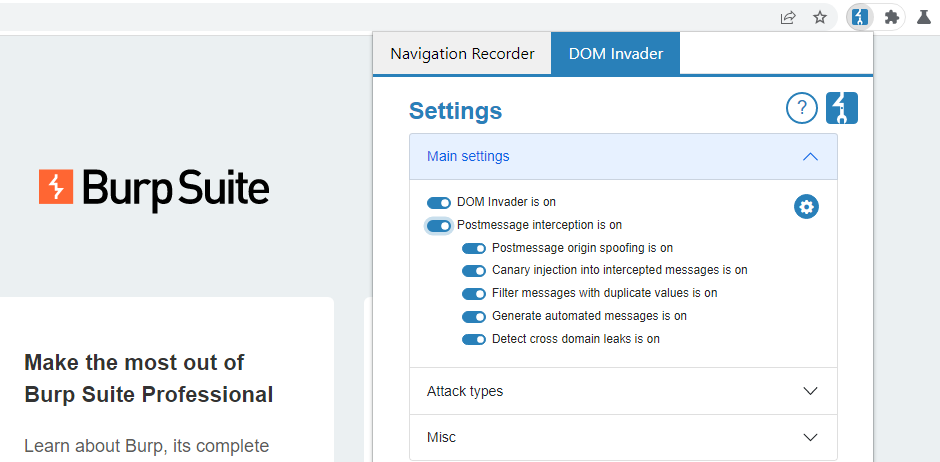 Navigation Recorder
DOM Invader
Settings
?
Main settings
DOM Invader is on
Postmessage interception is on
Postmessage origin spoofing is on
Canary injection into intercepted messages is on
Filter messages with duplicate values is on
Generate automated messages is on
Detect cross domain leaks is on
Attack types
Misc
Burp Suite
Make the most out of
Burp Suite Professional
Learn about Burp, its complete